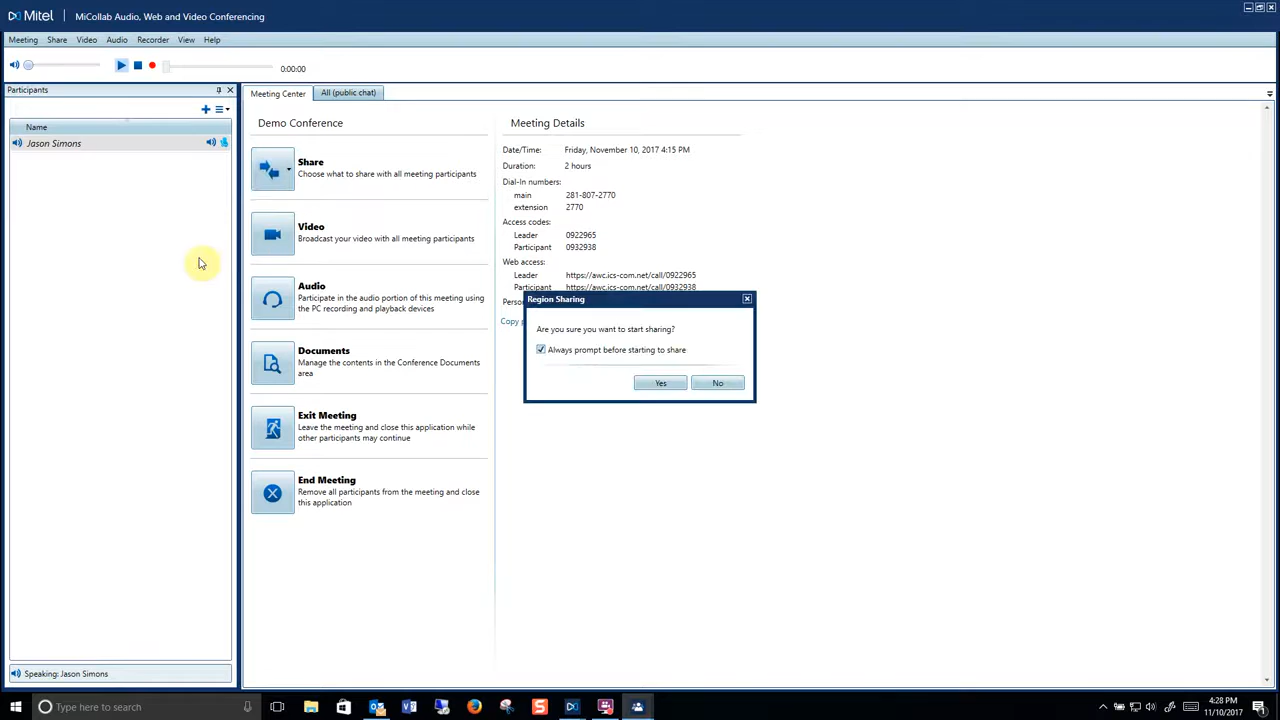 Mitel | MiCollab Audio, Web and Video Conferencing
Meeting Share Video Audio Recorder View Help
0:00:00
Participants
Name
Jason Simons
Speaking: Jason Simons
Meeting Center All (public chat)
Demo Conference
Share
Choose what to share with all meeting participants
Video
Broadcast your video with all meeting participants
Audio
Participate in the audio portion of this meeting using
the PC recording and playback devices
Documents
Manage the contents in the Conference Documents
area
Exit Meeting
Leave the meeting and close this application while
other participants may continue
End Meeting
Remove all participants from the meeting and close
this application
Meeting Details
Date/Time: Friday, November 10, 2017 4:15 PM
Duration: 2 hours
Dial-In numbers:
main 281-807-2770
extension 2770
Access codes:
Leader 0922965
Participant 0932938
Web access:
Leader https://awc.ics-com.net/call/0922965
Participant https://awc.ics-com.net/call/0932938
Copy
Region Sharing
Are you sure you want to start sharing?
Always prompt before starting to share
Yes No
Type here to search
4:28 PM
11/10/2017